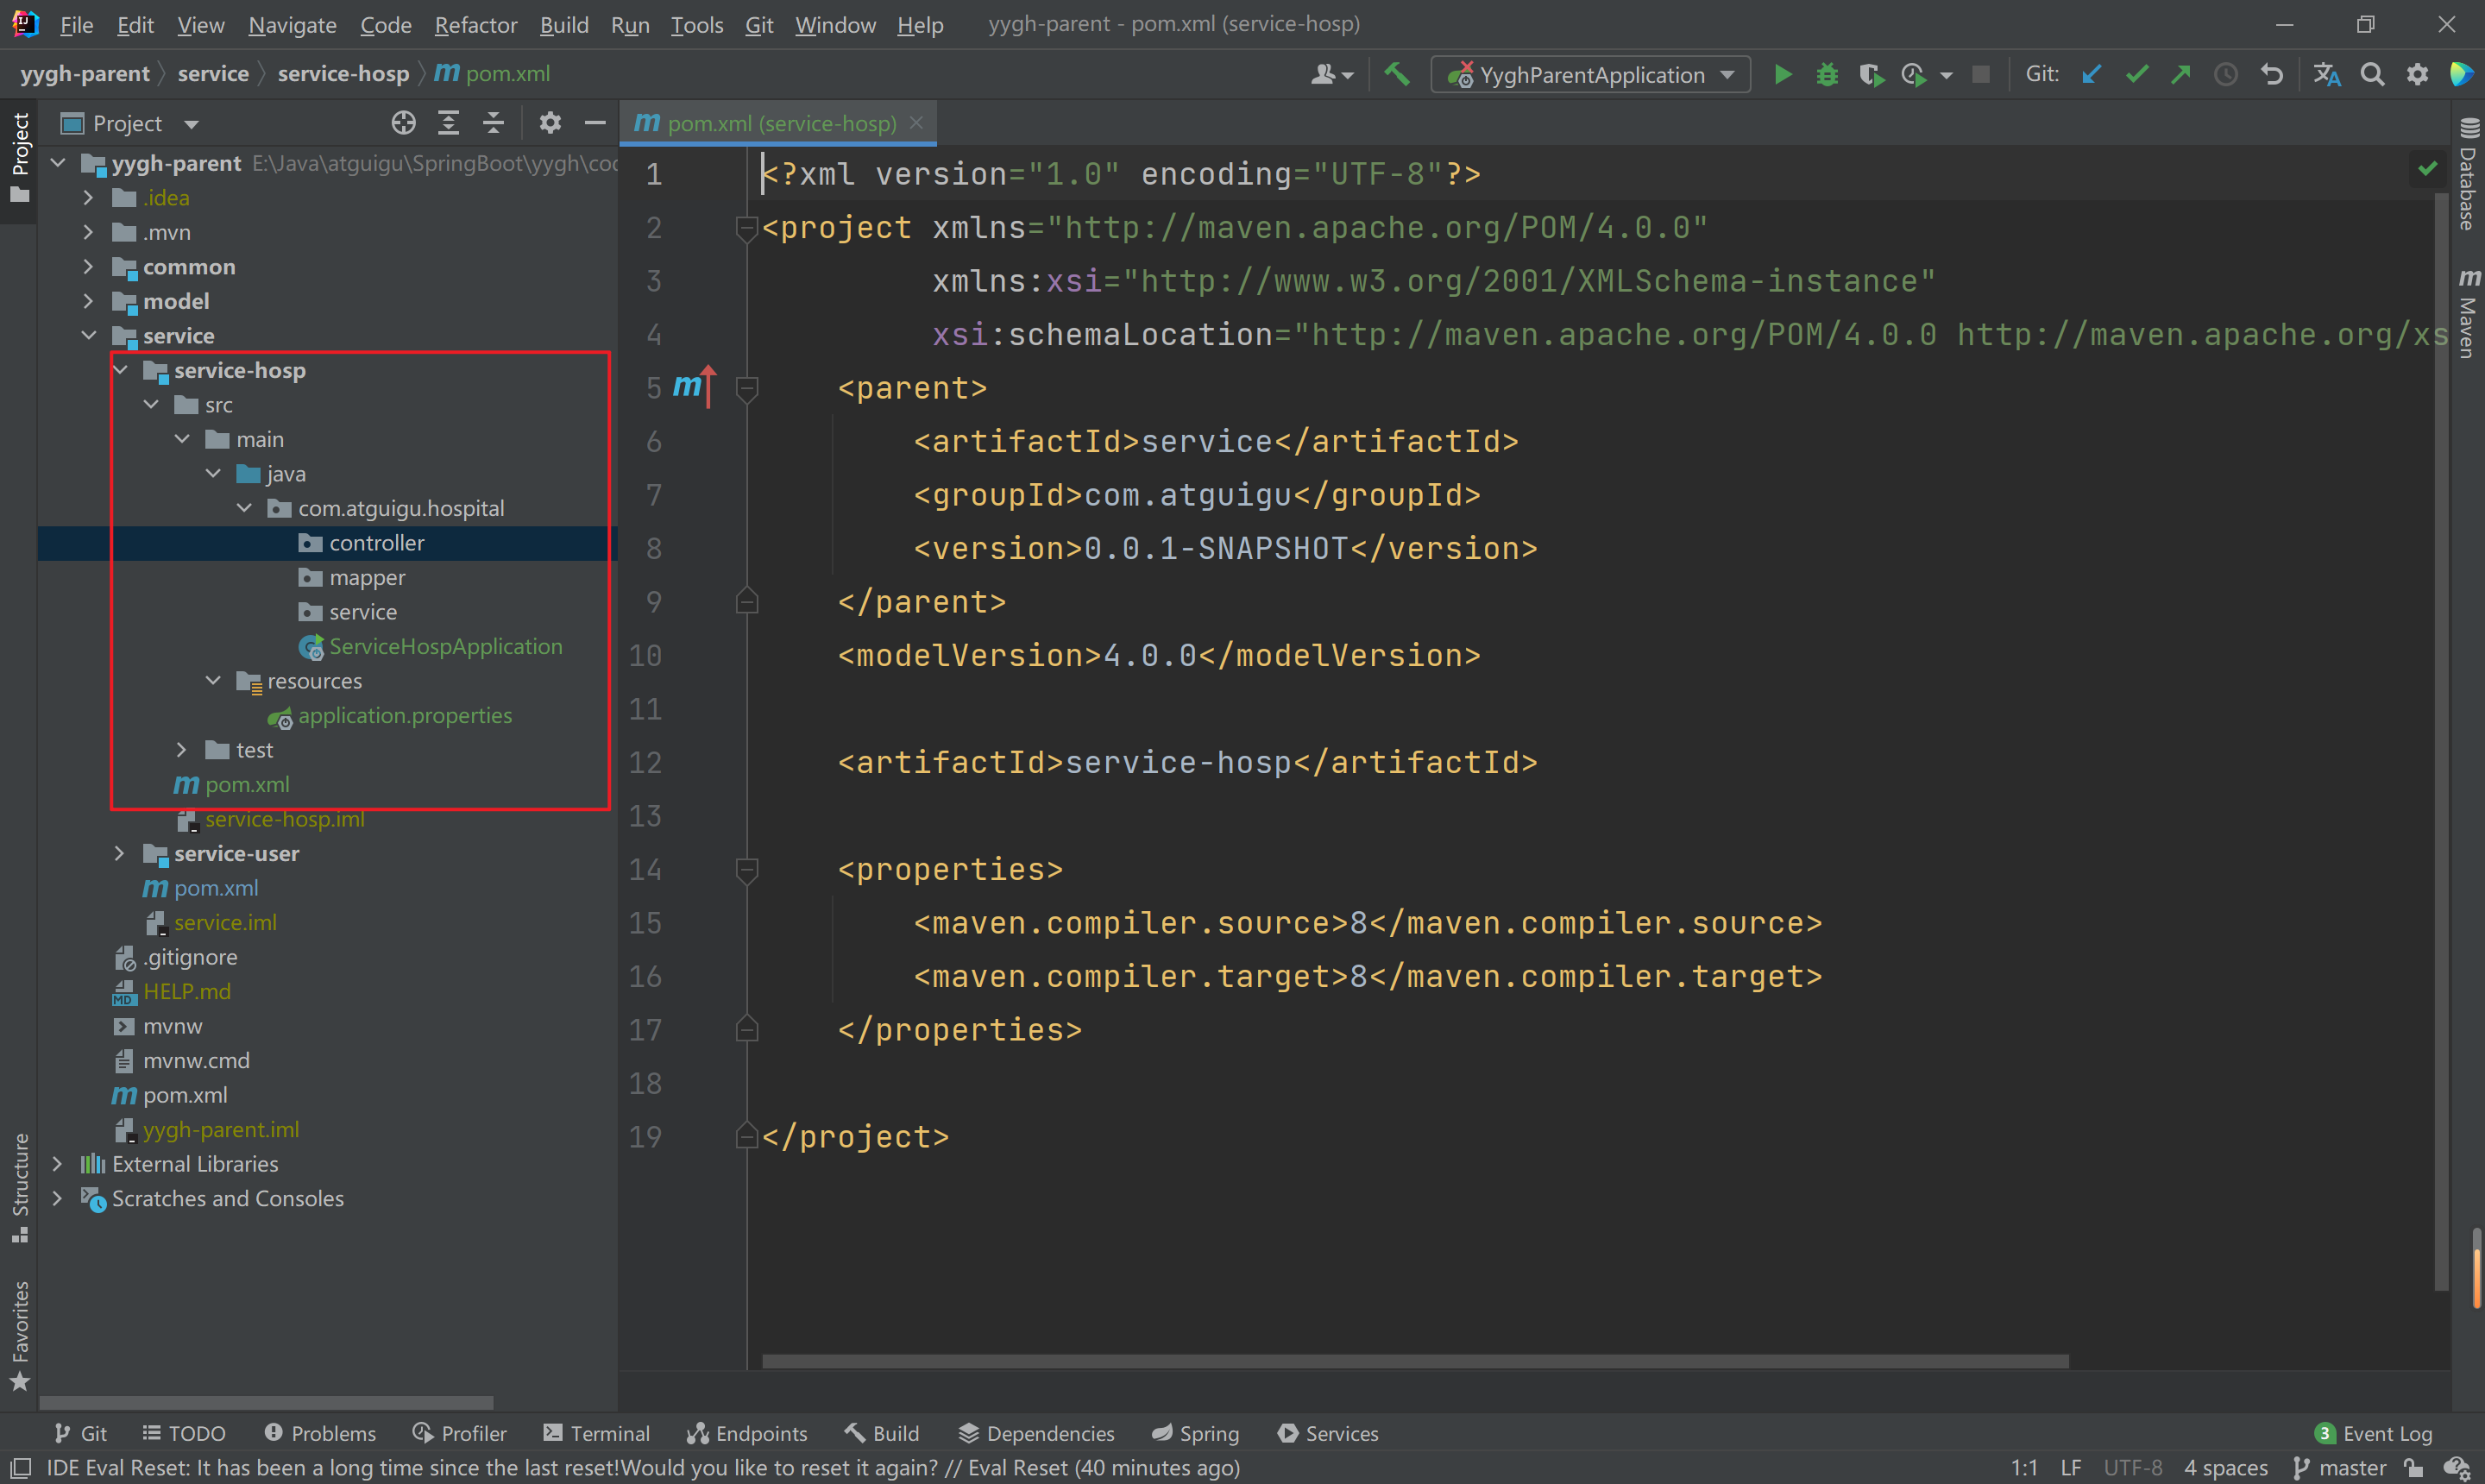 File Edit View Navigate Code Refactor Build Run Tools Git Window Help yygh-parent - pom.xml (service-hosp)
yygh-parent service service-hosp pom.xml YyghParentApplication Git:
Project
Project
pom.xml (service-hosp)
yygh-parent E:\Java\atguigu\SpringBoot\yygh\cod
.idea
.mvn
common
model
service
service-hosp
src
main
java
com.atguigu.hospital
controller
mapper
service
ServiceHospApplication
resources
application.properties
test
pom.xml
service-hosp.iml
service-user
pom.xml
service.iml
.gitignore
HELP.md
mvnw
mvnw.cmd
pom.xml
yygh-parent.iml
External Libraries
Scratches and Consoles
Structure
Favorites
1 <?xml version="1.0" encoding="UTF-8"?>
2 <project xmlns="http://maven.apache.org/POM/4.0.0"
3 xmlns:xsi="http://www.w3.org/2001/XMLSchema-instance"
4 xsi:schemaLocation="http://maven.apache.org/POM/4.0.0 http://maven.apache.org/xs
5 <parent>
6 <artifactId>service</artifactId>
7 <groupId>com.atguigu</groupId>
8 <version>0.0.1-SNAPSHOT</version>
9 </parent>
10 <modelVersion>4.0.0</modelVersion>
11
12 <artifactId>service-hosp</artifactId>
13
14 <properties>
15 <maven.compiler.source>8</maven.compiler.source>
16 <maven.compiler.target>8</maven.compiler.target>
17 </properties>
18
19 </project>
Database
Maven
Git TODO Problems Profiler Terminal Endpoints Build Dependencies Spring Services 3 Event Log
IDE Eval Reset: It has been a long time since the last reset!Would you like to reset it again? // Eval Reset (40 minutes ago) 1:1 LF UTF-8 4 spaces master